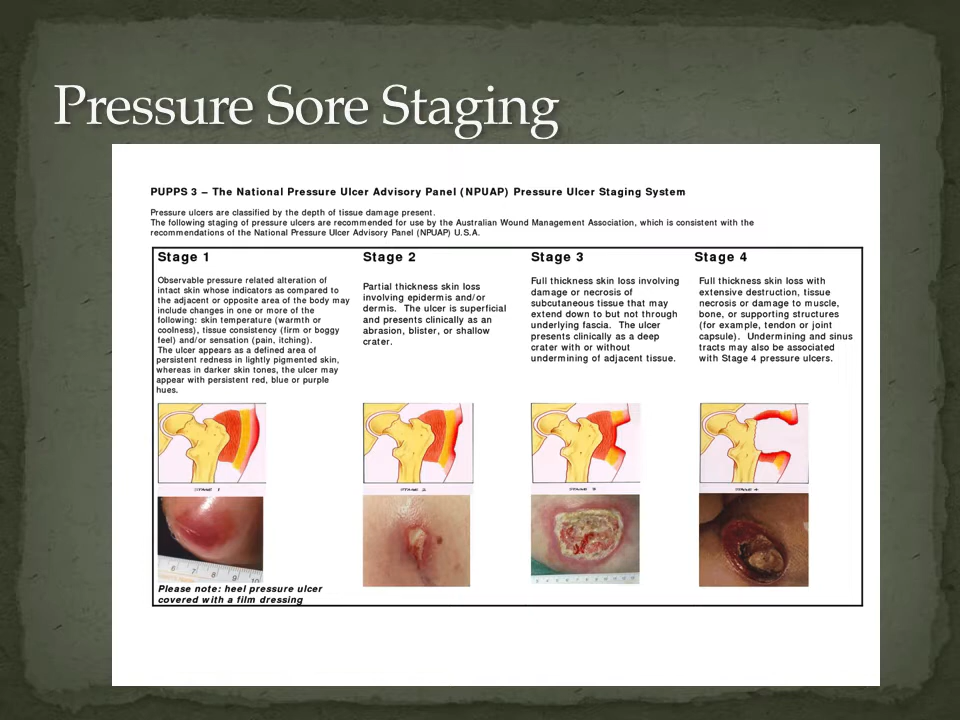 Pressure Sore Staging
PUPPS 3 – The National Pressure Ulcer Advisory Panel (NPUAP) Pressure Ulcer Staging System
Pressure ulcers are classified by the depth of tissue damage present.
The following staging of pressure ulcers are recommended for use by the Australian Wound Management Association, which is consistent with the
recommendations of the National Pressure Ulcer Advisory Panel (NPUAP) U.S.A.
Stage 1
Observable pressure related alteration of
intact skin whose indicators as compared to
the adjacent or opposite area of the body may
include changes in one or more of the
following: skin temperature (warmth or
coolness), tissue consistency (firm or boggy
feel) and/or sensation (pain, itching).
The ulcer appears as a defined area of
persistent redness in lightly pigmented skin,
whereas in darker skin tones, the ulcer may
appear with persistent red, blue or purple
hues.
6 7 8 9 10
Please note: heel pressure ulcer
covered with a film dressing
Stage 2
Partial thickness skin loss
involving epidermis and/or
dermis. The ulcer is superficial
and presents clinically as an
abrasion, blister, or shallow
crater.
Stage 3
Full thickness skin loss involving
damage or necrosis of
subcutaneous tissue that may
extend down to but not through
underlying fascia. The ulcer
presents clinically as a deep
crater with or without
undermining of adjacent tissue.
Stage 4
Full thickness skin loss with
extensive destruction, tissue
necrosis or damage to muscle,
bone, or supporting structures
(for example, tendon or joint
capsule). Undermining and sinus
tracts may also be associated
with Stage 4 pressure ulcers.